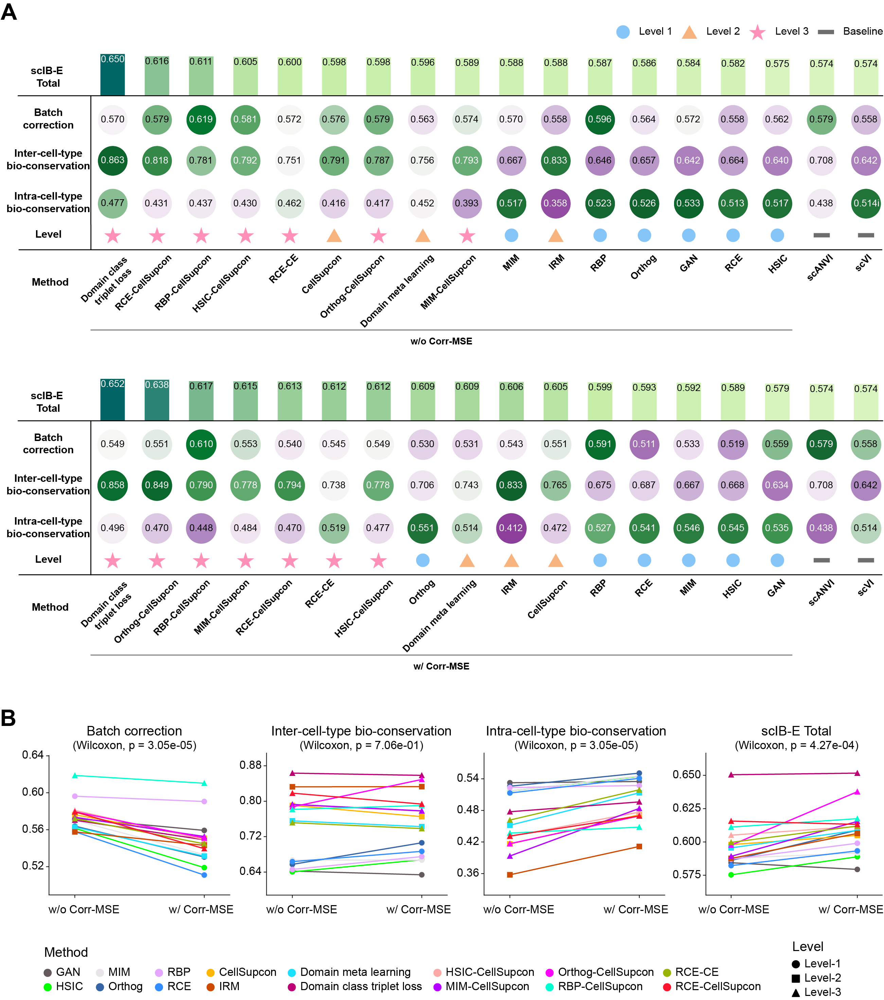 A
Level 1 Level 2 Level 3 Baseline
scIB-E
Total
0.650 0.616 0.611 0.605 0.600 0.598 0.598 0.596 0.589 0.588 0.588 0.587 0.586 0.584 0.582 0.575 0.574 0.574
Batch
correction
0.570 0.579 0.619 0.581 0.572 0.576 0.579 0.563 0.574 0.570 0.558 0.596 0.564 0.572 0.558 0.562 0.579 0.558
Inter-cell-type
bio-conservation
0.863 0.818 0.781 0.792 0.751 0.791 0.787 0.756 0.793 0.667 0.833 0.646 0.657 0.642 0.664 0.640 0.708 0.642
Intra-cell-type
bio-conservation
0.477 0.431 0.437 0.430 0.462 0.416 0.417 0.452 0.393 0.517 0.358 0.523 0.526 0.533 0.513 0.517 0.438 0.514i
Level
Method
Domain class
triplet loss
RCE-CellSupcon
RBP-CellSupcon
HSIC-CellSupcon
RCE-CE
CellSupcon
Orthog-CellSupcon
Domain meta learning
MIM-CellSupcon
MIM
IRM
RBP
Orthog
GAN
RCE
HSIC
scANVI
scVI
w/o Corr-MSE
scIB-E
Total
0.652 0.638 0.617 0.615 0.613 0.612 0.612 0.609 0.609 0.606 0.605 0.599 0.593 0.592 0.589 0.579 0.574 0.574
Batch
correction
0.549 0.551 0.610 0.553 0.540 0.545 0.549 0.530 0.531 0.543 0.551 0.591 0.511 0.533 0.519 0.559 0.579 0.558
Inter-cell-type
bio-conservation
0.858 0.849 0.790 0.778 0.794 0.738 0.778 0.706 0.743 0.833 0.765 0.675 0.687 0.667 0.668 0.634 0.708 0.642
Intra-cell-type
bio-conservation
0.496 0.470 0.448 0.484 0.470 0.519 0.477 0.551 0.514 0.412 0.472 0.527 0.541 0.546 0.545 0.535 0.438 0.514
Level
Method
Domain class
triplet loss
Orthog-CellSupcon
RBP-CellSupcon
MIM-CellSupcon
RCE-CellSupcon
RCE-CE
HSIC-CellSupcon
Orthog
Domain meta learning
IRM
CellSupcon
RBP
RCE
MIM
HSIC
GAN
scANVI
scVI
w/ Corr-MSE
B
Batch correction
(Wilcoxon, p = 3.05e-05)
0.64
0.60
0.56
0.52
w/o Corr-MSE w/ Corr-MSE
Inter-cell-type bio-conservation
(Wilcoxon, p = 7.06e-01)
0.88
0.80
0.72
0.64
w/o Corr-MSE w/ Corr-MSE
Intra-cell-type bio-conservation
(Wilcoxon, p = 3.05e-05)
0.54
0.48
0.42
0.36
w/o Corr-MSE w/ Corr-MSE
scIB-E Total
(Wilcoxon, p = 4.27e-04)
0.650
0.625
0.600
0.575
w/o Corr-MSE w/ Corr-MSE
Method
GAN MIM RBP CellSupcon Domain meta learning HSIC-CellSupcon Orthog-CellSupcon RCE-CE
HSIC Orthog RCE IRM Domain class triplet loss MIM-CellSupcon RBP-CellSupcon RCE-CellSupcon
Level
Level-1
Level-2
Level-3